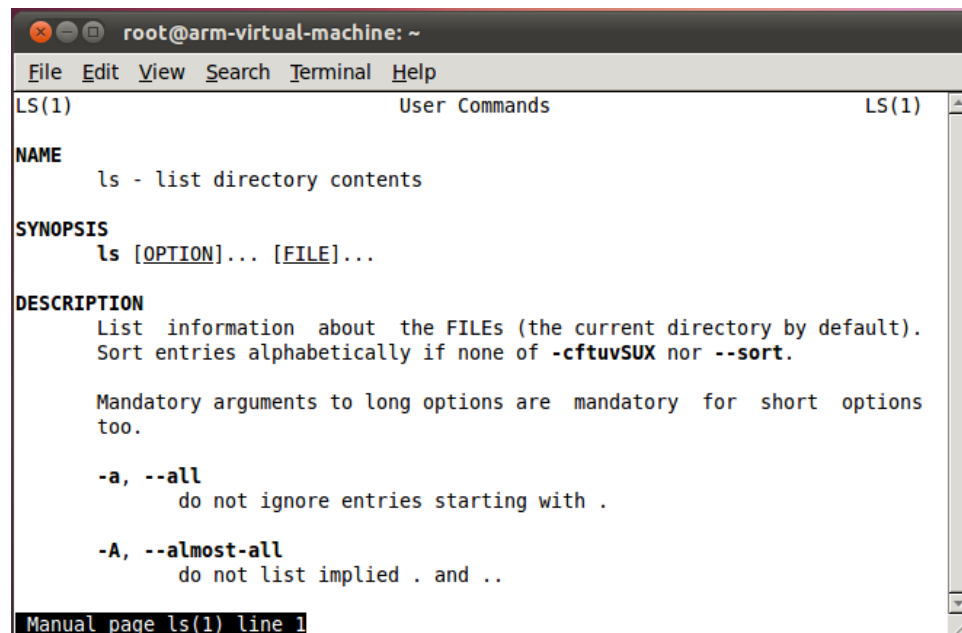 root@arm-virtual-machine: ~
File Edit View Search Terminal Help
LS(1) User Commands LS(1)
NAME
ls - list directory contents
SYNOPSIS
ls [OPTION]... [FILE]...
DESCRIPTION
List information about the FILEs (the current directory by default).
Sort entries alphabetically if none of -cftuvSUX nor --sort.
Mandatory arguments to long options are mandatory for short options
too.
-a, --all
do not ignore entries starting with .
-A, --almost-all
do not list implied . and ..
Manual page ls(1) line 1